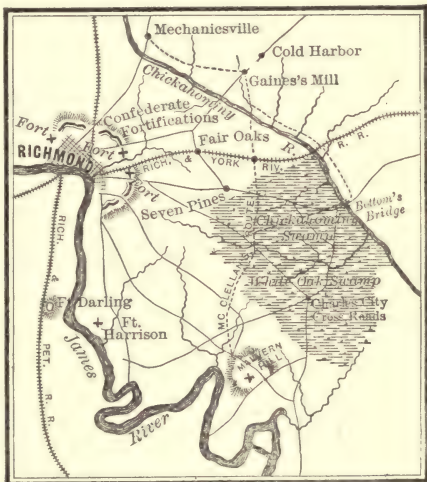 Mechanicsville
Cold Harbor
Chickahominy
Gaines's Mill
Confederate
Fortifications
Fort
Fort
RICHMOND
Fair Oaks
R.
R. R.
RICH. & YORK RIV.
Fort
Seven Pines
Bottom's
Bridge
Chickahominy
Swamp
MC CLELLANS ROUTE
White Oak Swamp
RICH. & PET. R. R.
Ft. Darling
Charles City
Cross Roads
Ft.
Harrison
MALVERN
HILL
James
River